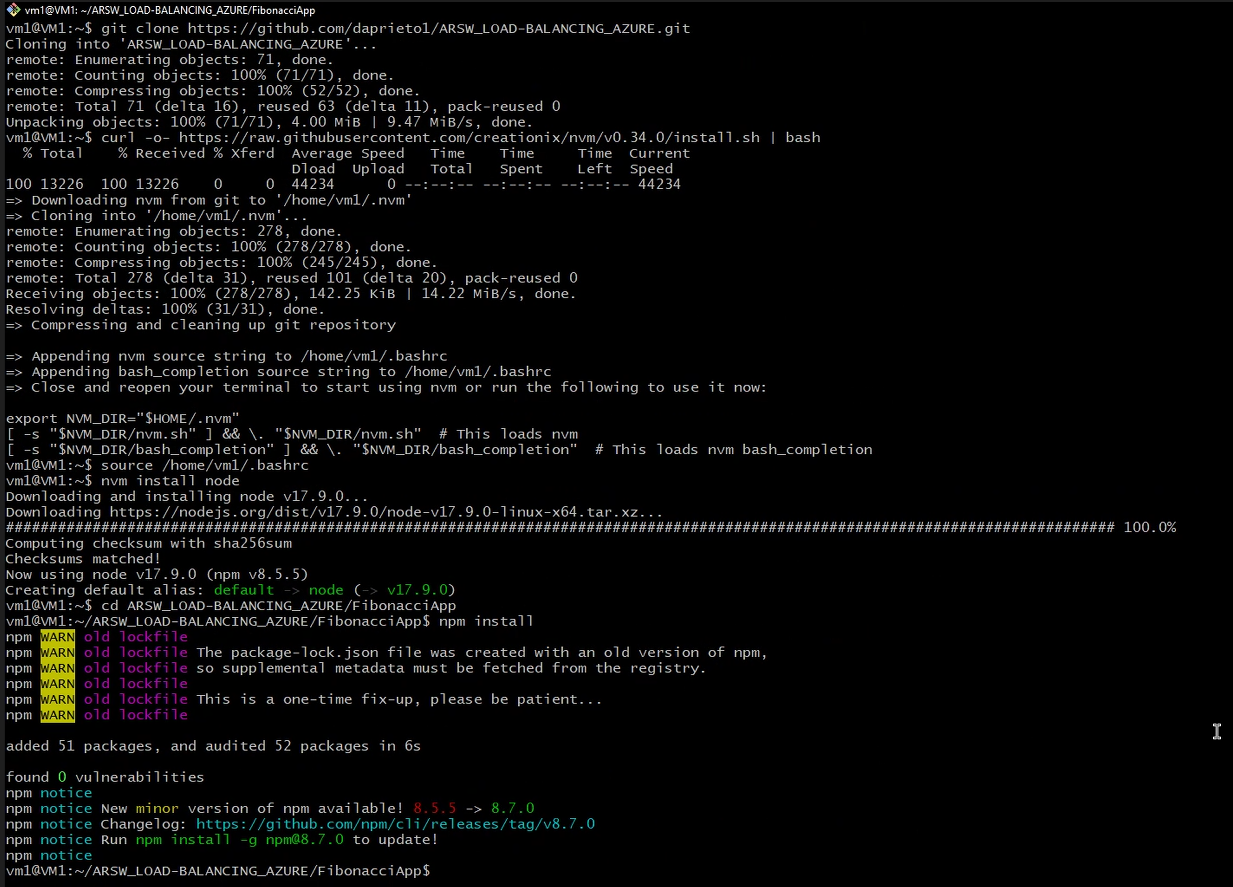 vm1@VM1: ~/ARSW_LOAD-BALANCING_AZURE/FibonacciApp
vm1@VM1:~$ git clone https://github.com/daprieto1/ARSW_LOAD-BALANCING_AZURE.git
Cloning into 'ARSW_LOAD-BALANCING_AZURE'...
remote: Enumerating objects: 71, done.
remote: Counting objects: 100% (71/71), done.
remote: Compressing objects: 100% (52/52), done.
remote: Total 71 (delta 16), reused 63 (delta 11), pack-reused 0
Unpacking objects: 100% (71/71), 4.00 MiB | 9.47 MiB/s, done.
vm1@VM1:~$ curl -o- https://raw.githubusercontent.com/creationix/nvm/v0.34.0/install.sh | bash
  % Total    % Received % Xferd  Average Speed   Time    Time     Time  Current
                                 Dload  Upload   Total   Spent    Left  Speed
100 13226  100 13226    0     0  44234      0 --:--:-- --:--:-- --:--:-- 44234
=> Downloading nvm from git to '/home/vm1/.nvm'
=> Cloning into '/home/vm1/.nvm'...
remote: Enumerating objects: 278, done.
remote: Counting objects: 100% (278/278), done.
remote: Compressing objects: 100% (245/245), done.
remote: Total 278 (delta 31), reused 101 (delta 20), pack-reused 0
Receiving objects: 100% (278/278), 142.25 KiB | 14.22 MiB/s, done.
Resolving deltas: 100% (31/31), done.
=> Compressing and cleaning up git repository
=> Appending nvm source string to /home/vm1/.bashrc
=> Appending bash_completion source string to /home/vm1/.bashrc
=> Close and reopen your terminal to start using nvm or run the following to use it now:
export NVM_DIR="$HOME/.nvm"
[ -s "$NVM_DIR/nvm.sh" ] && \. "$NVM_DIR/nvm.sh"  # This loads nvm
[ -s "$NVM_DIR/bash_completion" ] && \. "$NVM_DIR/bash_completion"  # This loads nvm bash_completion
vm1@VM1:~$ source /home/vm1/.bashrc
vm1@VM1:~$ nvm install node
Downloading and installing node v17.9.0...
Downloading https://nodejs.org/dist/v17.9.0/node-v17.9.0-linux-x64.tar.xz...
################################################################################################################################ 100.0%
Computing checksum with sha256sum
Checksums matched!
Now using node v17.9.0 (npm v8.5.5)
Creating default alias: default -> node (-> v17.9.0)
vm1@VM1:~$ cd ARSW_LOAD-BALANCING_AZURE/FibonacciApp
vm1@VM1:~/ARSW_LOAD-BALANCING_AZURE/FibonacciApp$ npm install
npm WARN old lockfile
npm WARN old lockfile The package-lock.json file was created with an old version of npm,
npm WARN old lockfile so supplemental metadata must be fetched from the registry.
npm WARN old lockfile
npm WARN old lockfile This is a one-time fix-up, please be patient...
npm WARN old lockfile
added 51 packages, and audited 52 packages in 6s
found 0 vulnerabilities
npm notice
npm notice New minor version of npm available! 8.5.5 -> 8.7.0
npm notice Changelog: https://github.com/npm/cli/releases/tag/v8.7.0
npm notice Run npm install -g npm@8.7.0 to update!
npm notice
vm1@VM1:~/ARSW_LOAD-BALANCING_AZURE/FibonacciApp$